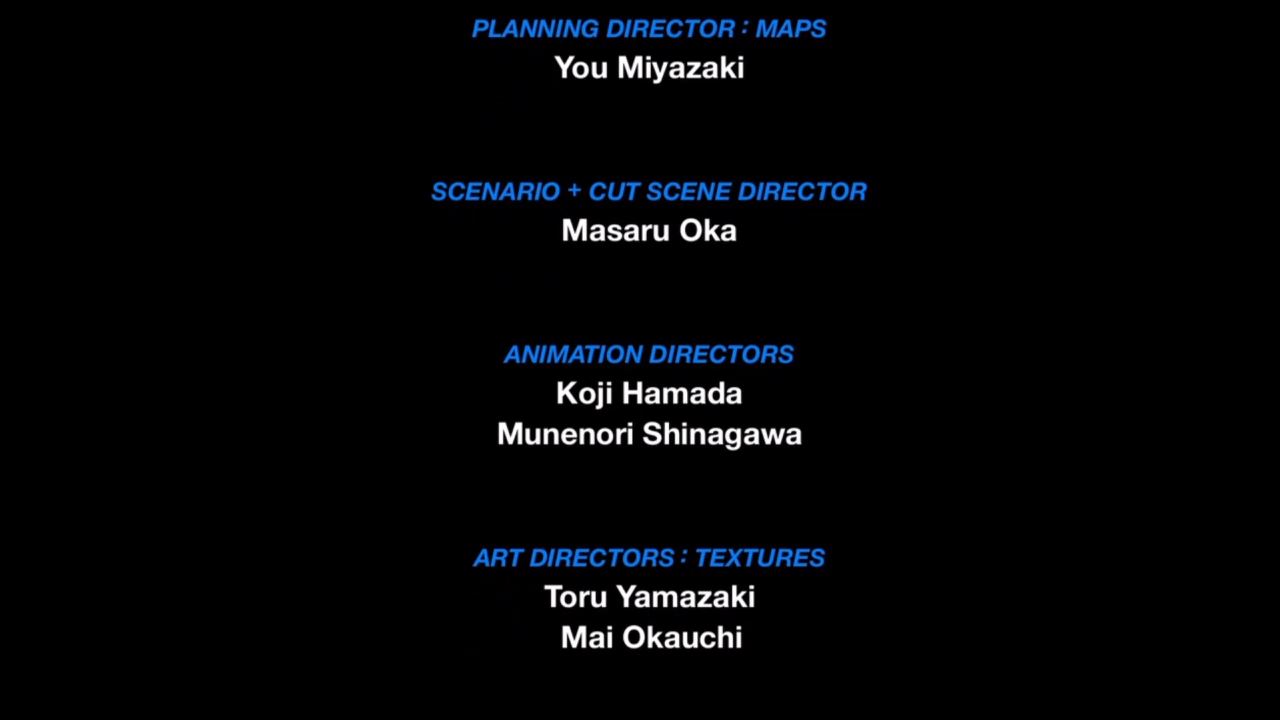 PLANNING DIRECTOR : MAPS
You Miyazaki
SCENARIO + CUT SCENE DIRECTOR
Masaru Oka
ANIMATION DIRECTORS
Koji Hamada
Munenori Shinagawa
ART DIRECTORS : TEXTURES
Toru Yamazaki
Mai Okauchi